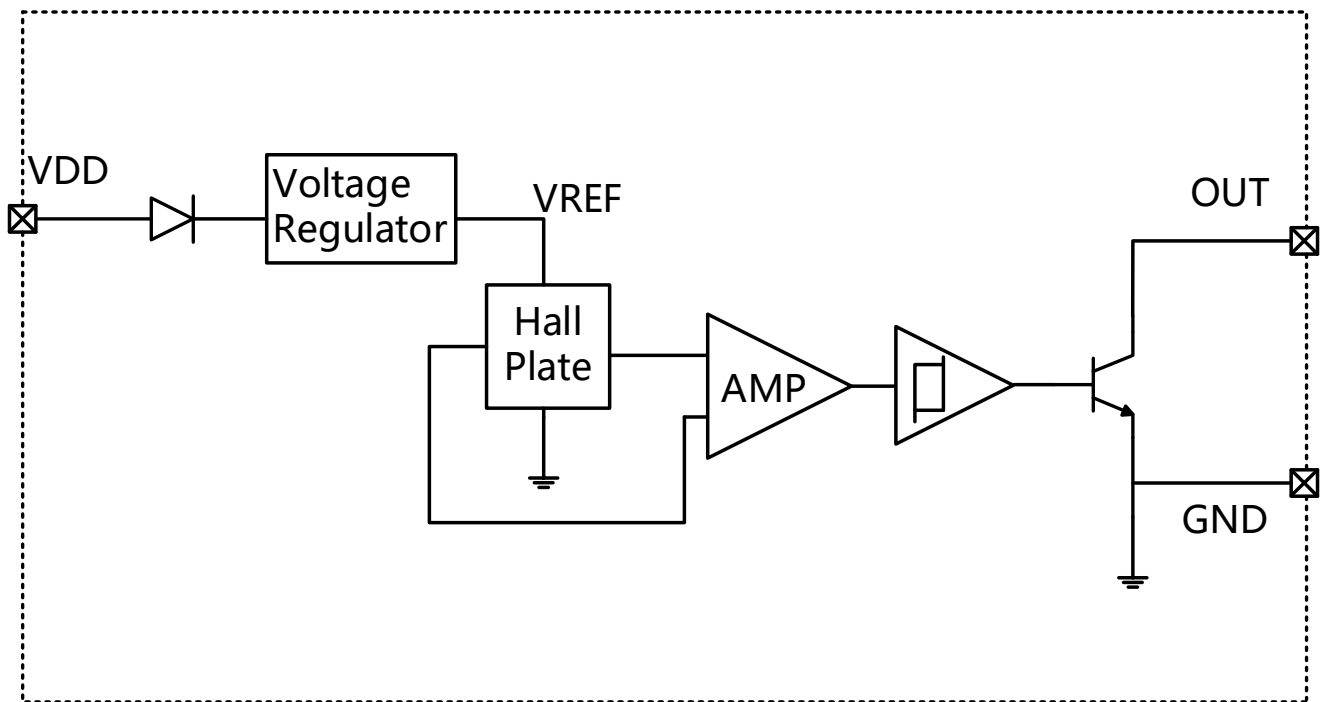 VDD
Voltage
Regulator
VREF
OUT
Hall
Plate
AMP
GND